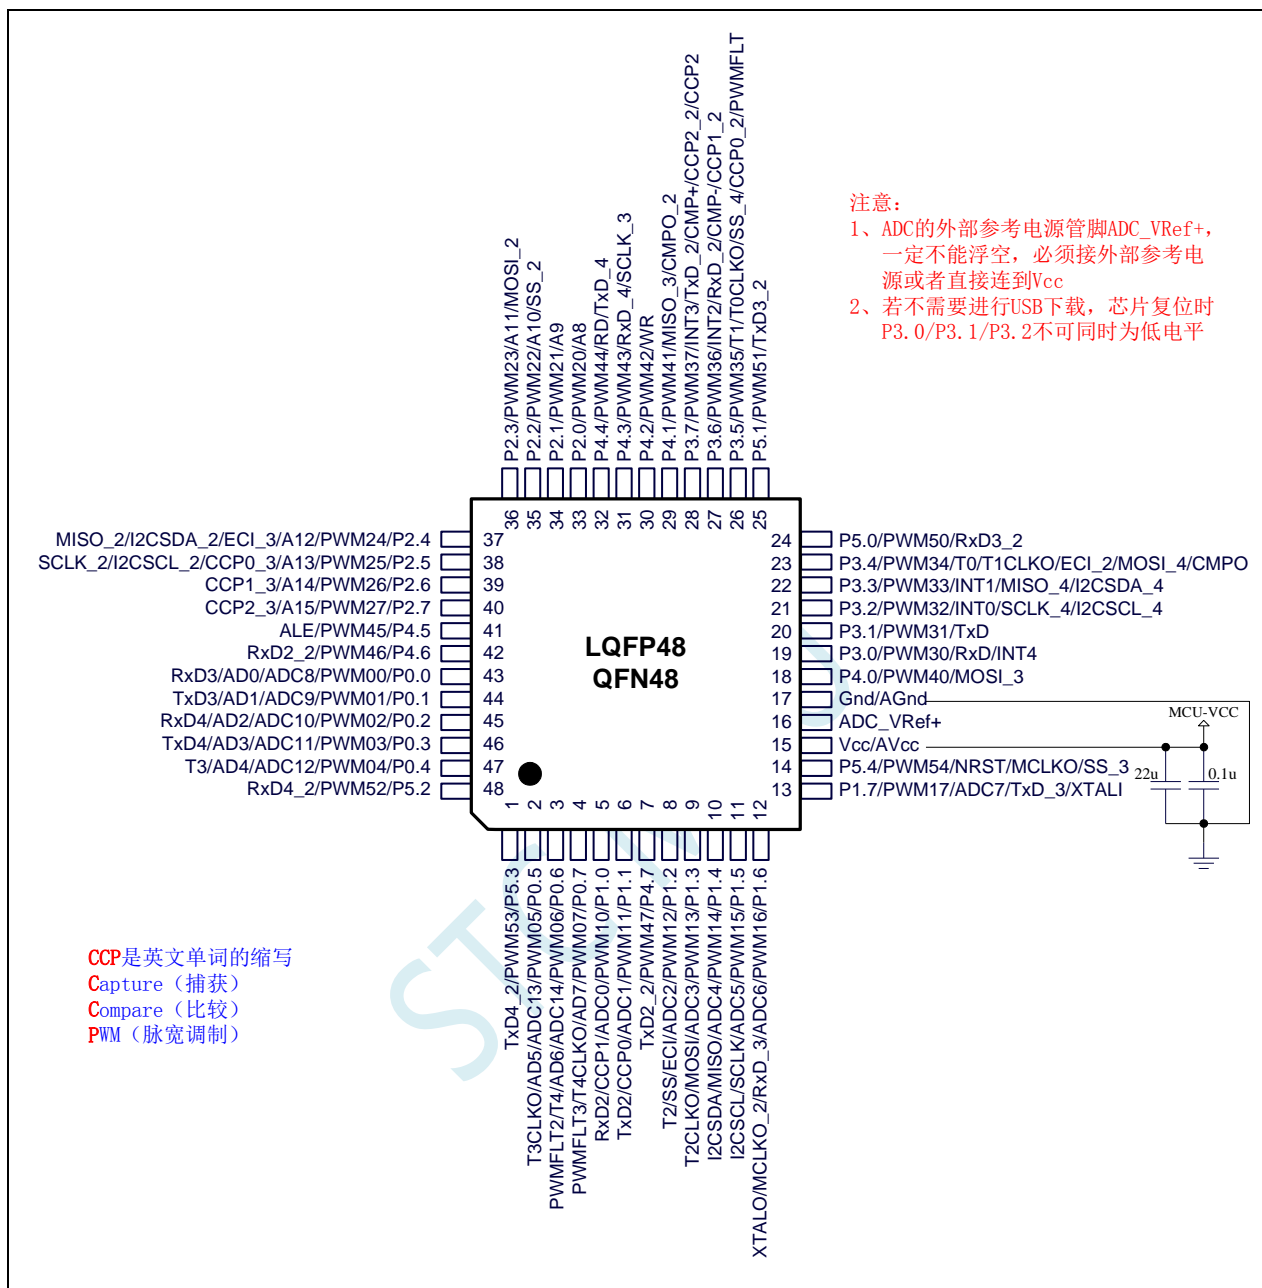 P2.3/PWM23/A11/MOSI_2
P2.2/PWM22/A10/SS_2
P2.1/PWM21/A9
P2.0/PWM20/A8
P4.4/PWM44/RD/TxD_4
P4.3/PWM43/RxD_4/SCLK_3
P4.2/PWM42/WR
P4.1/PWM41/MISO_3/CMPO_2
P3.7/PWM37/INT3/TxD_2/CMP+/CCP2_2/CCP2
P3.6/PWM36/INT2/RxD_2/CMP-/CCP1_2
P3.5/PWM35/T1/T0CLKO/SS_4/CCP0_2/PWMFLT
P5.1/PWM51/TxD3_2
注意：
1、ADC的外部参考电源管脚ADC_VRef+，
一定不能浮空，必须接外部参考电
源或者直接连到Vcc
2、若不需要进行USB下载，芯片复位时
P3.0/P3.1/P3.2不可同时为低电平
36
35
34
33
32
31
30
29
28
27
26
25
MISO_2/I2CSDA_2/ECI_3/A12/PWM24/P2.4
37
SCLK_2/I2CSCL_2/CCP0_3/A13/PWM25/P2.5
38
CCP1_3/A14/PWM26/P2.6
39
CCP2_3/A15/PWM27/P2.7
40
ALE/PWM45/P4.5
41
RxD2_2/PWM46/P4.6
42
RxD3/AD0/ADC8/PWM00/P0.0
43
TxD3/AD1/ADC9/PWM01/P0.1
44
RxD4/AD2/ADC10/PWM02/P0.2
45
TxD4/AD3/ADC11/PWM03/P0.3
46
T3/AD4/ADC12/PWM04/P0.4
47
RxD4_2/PWM52/P5.2
48
LQFP48
QFN48
24
P5.0/PWM50/RxD3_2
23
P3.4/PWM34/T0/T1CLKO/ECI_2/MOSI_4/CMPO
22
P3.3/PWM33/INT1/MISO_4/I2CSDA_4
21
P3.2/PWM32/INT0/SCLK_4/I2CSCL_4
20
P3.1/PWM31/TxD
19
P3.0/PWM30/RxD/INT4
18
P4.0/PWM40/MOSI_3
17
Gnd/AGnd
16
ADC_VRef+
15
Vcc/AVcc
14
P5.4/PWM54/NRST/MCLKO/SS_3
13
P1.7/PWM17/ADC7/TxD_3/XTALI
MCU-VCC
22u
0.1u
1
2
3
4
5
6
7
8
9
10
11
12
TxD4_2/PWM53/P5.3
T3CLKO/AD5/ADC13/PWM05/P0.5
PWMFLT2/T4/AD6/ADC14/PWM06/P0.6
PWMFLT3/T4CLKO/AD7/PWM07/P0.7
RxD2/CCP1/ADC0/PWM10/P1.0
TxD2/CCP0/ADC1/PWM11/P1.1
TxD2_2/PWM47/P4.7
T2/SS/ECI/ADC2/PWM12/P1.2
T2CLKO/MOSI/ADC3/PWM13/P1.3
I2CSDA/MISO/ADC4/PWM14/P1.4
I2CSCL/SCLK/ADC5/PWM15/P1.5
XTALO/MCLKO_2/RxD_3/ADC6/PWM16/P1.6
CCP是英文单词的缩写
Capture（捕获）
Compare（比较）
PWM（脉宽调制）